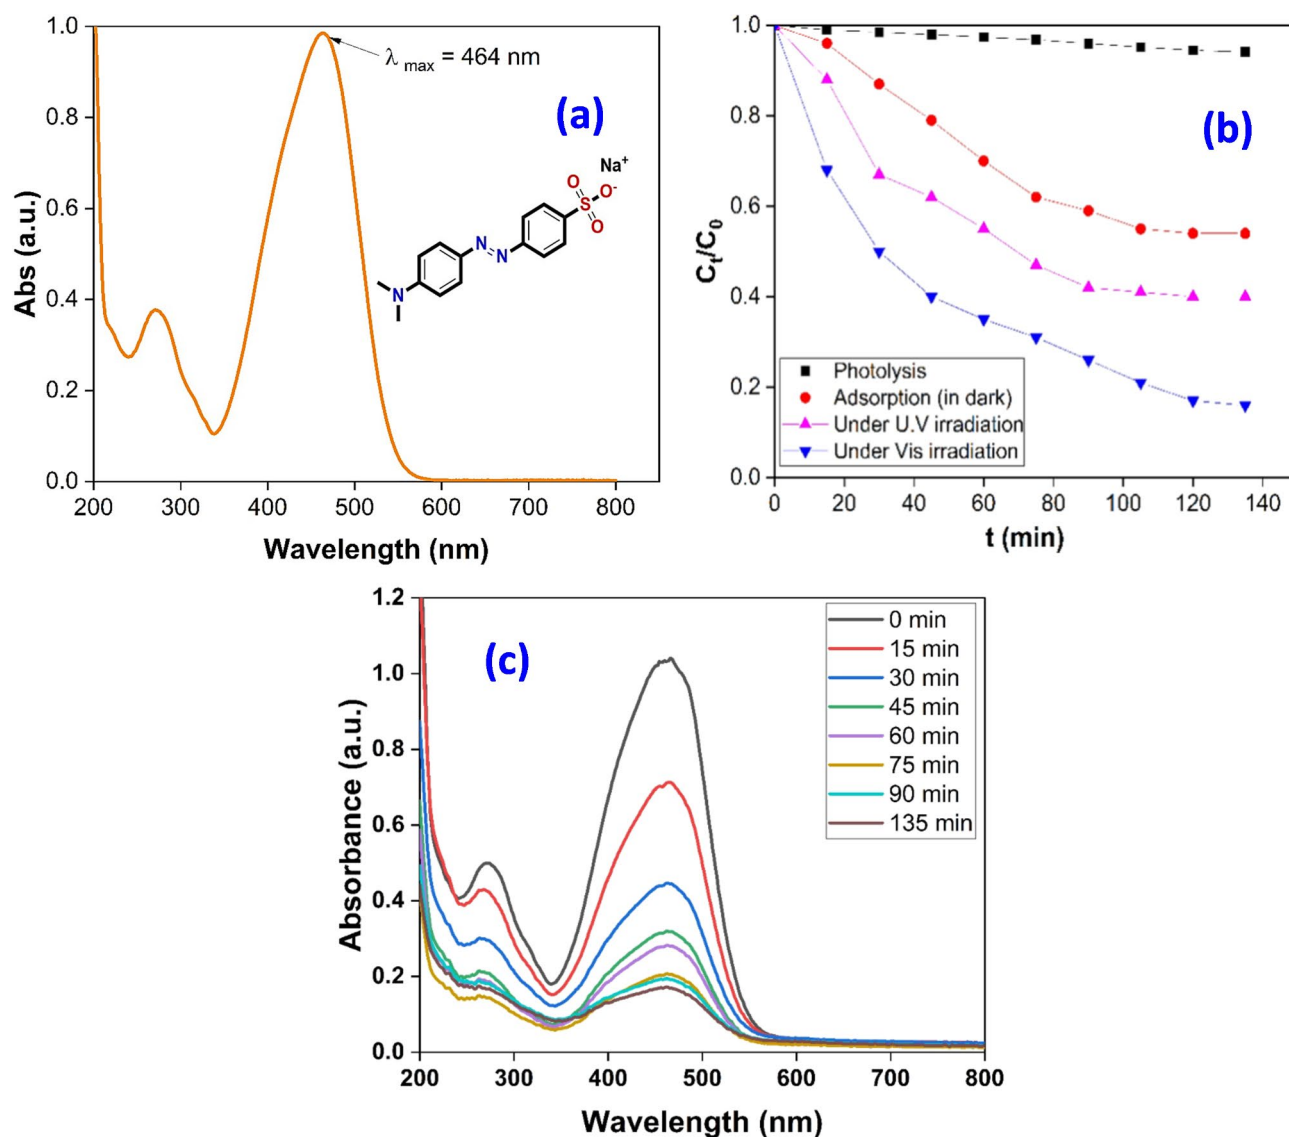 (a)
λ max = 464 nm
Na⁺
O
O⁻
S
O
N
N
N
Abs (a.u.)
1.0
0.8
0.6
0.4
0.2
0.0
200 300 400 500 600 700 800
Wavelength (nm)
(b)
Cₜ/C₀
1.0
0.8
0.6
0.4
0.2
0.0
Photolysis
Adsorption (in dark)
Under U.V irradiation
Under Vis irradiation
0 20 40 60 80 100 120 140
t (min)
(c)
Absorbance (a.u.)
1.2
1.0
0.8
0.6
0.4
0.2
0.0
0 min
15 min
30 min
45 min
60 min
75 min
90 min
135 min
200 300 400 500 600 700 800
Wavelength (nm)